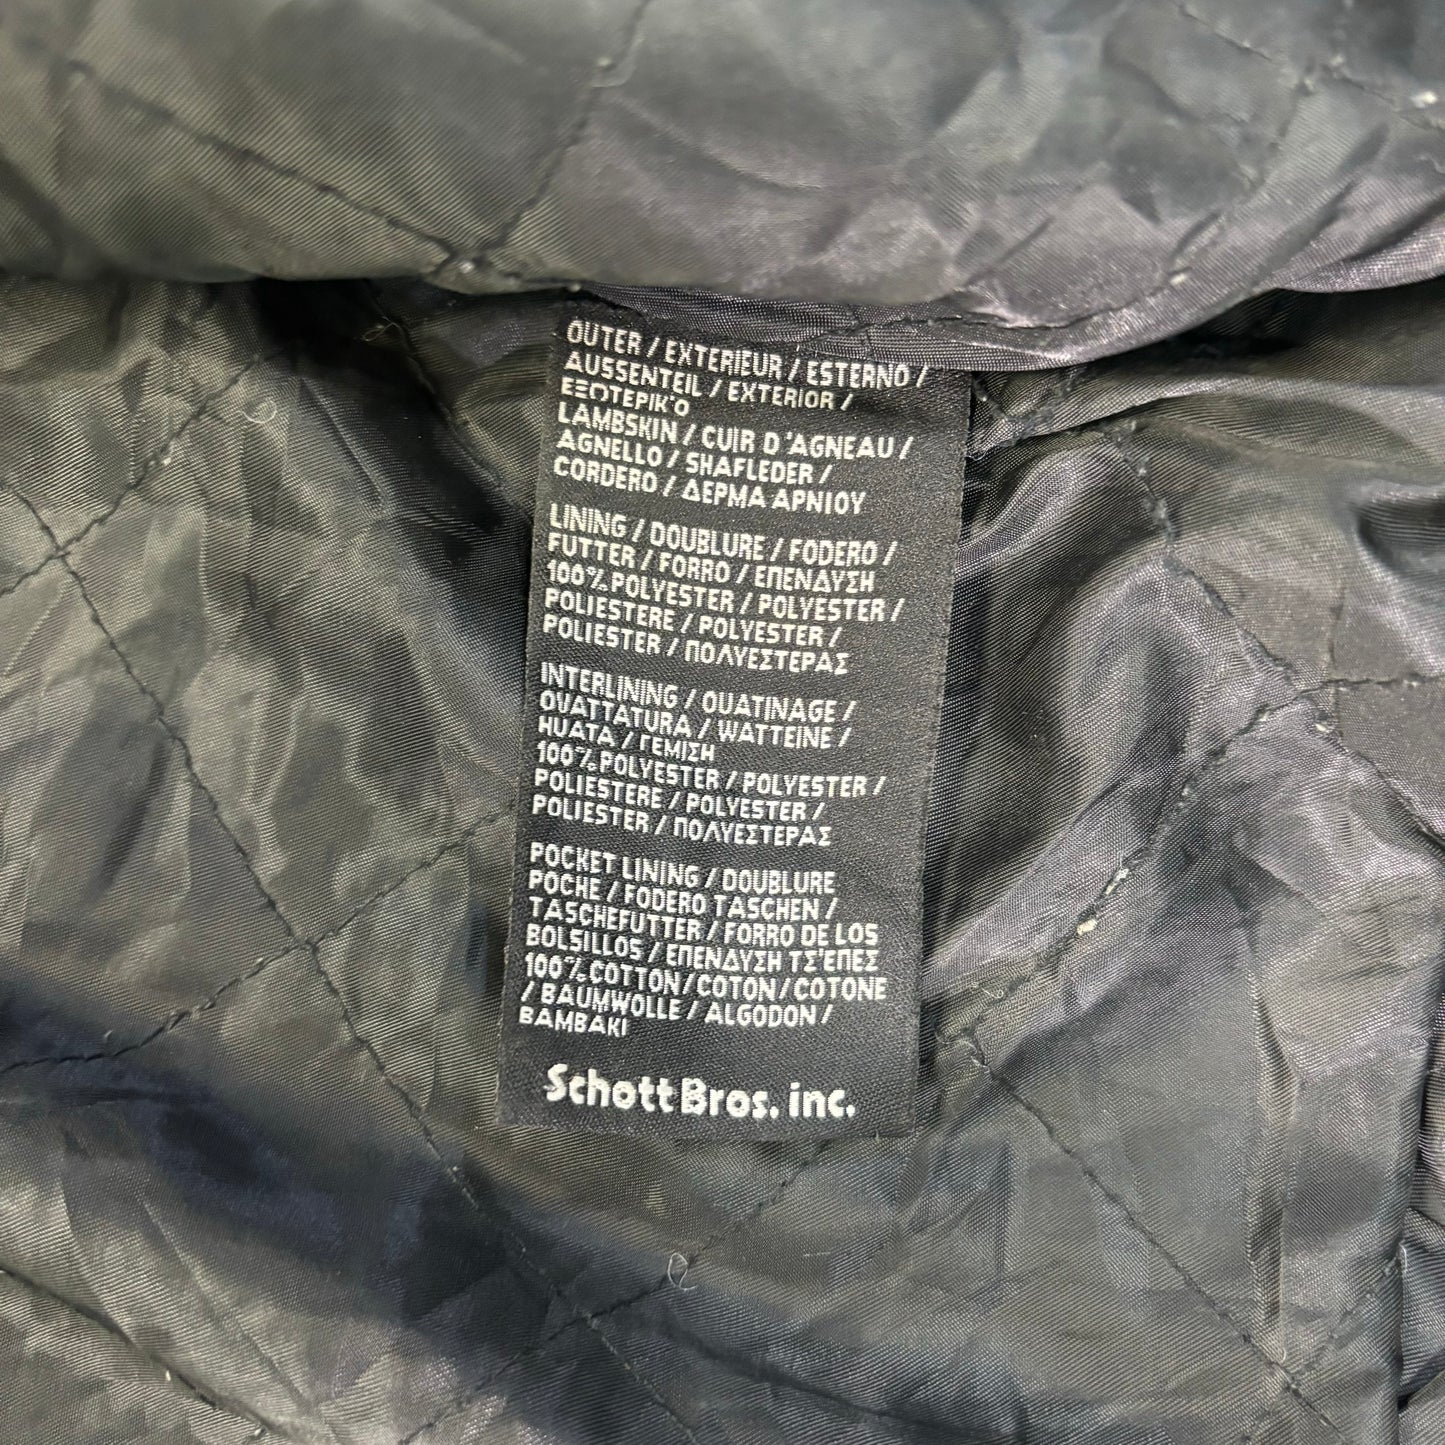 OUTER / EXTERIEUR / ESTERNO /
AUSSENTEIL / EXTERIOR /
ΕΞΩΤΕΡΙΚ'Ο
LAMBSKIN / CUIR D 'AGNEAU /
AGNELLO / SHAFLEDER /
CORDERO / ΔΕΡΜΑ ΑΡΝΙΟΥ
LINING / DOUBLURE / FODERO /
FUTTER / FORRO / ΕΠΕΝΔΥΣΗ
100% POLYESTER / POLYESTER /
POLIESTERE / POLYESTER /
POLIESTER / ΠΟΛΥΕΣΤΕΡΑΣ
INTERLINING / OUATINAGE /
OVATTATURA / WATTEINE /
HUATA / ΓΕΜΙΣΗ
100% POLYESTER / POLYESTER /
POLIESTERE / POLYESTER /
POLIESTER / ΠΟΛΥΕΣΤΕΡΑΣ
POCKET LINING / DOUBLURE
POCHE / FODERO TASCHEN /
TASCHEFUTTER / FORRO DE LOS
BOLSILLOS / ΕΠΕΝΔΥΣΗ ΤΣ'ΕΠΕΣ
100% COTTON / COTON / COTONE
/ BAUMWOLLE / ALGODON /
ΒΑΜΒΑΚΙ
Schott Bros. inc.